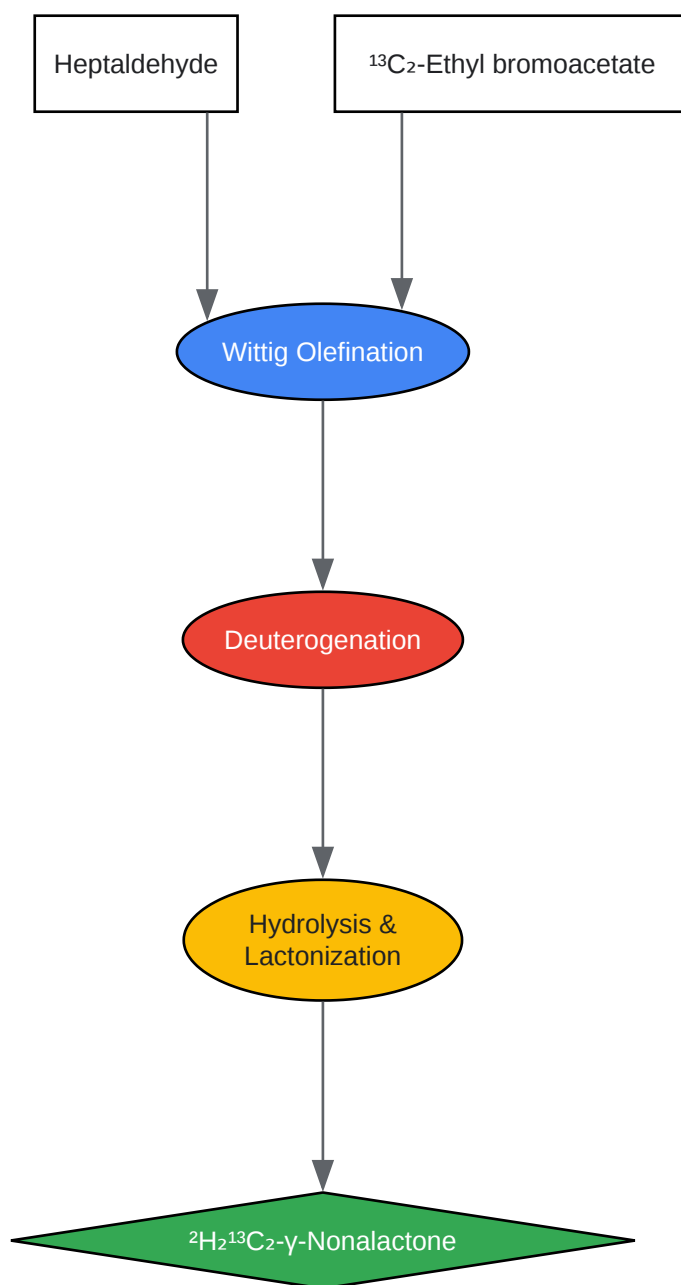 Heptaldehyde
¹³C₂-Ethyl bromoacetate
Wittig Olefination
Deuterogenation
Hydrolysis &
Lactonization
²H₂¹³C₂-γ-Nonalactone